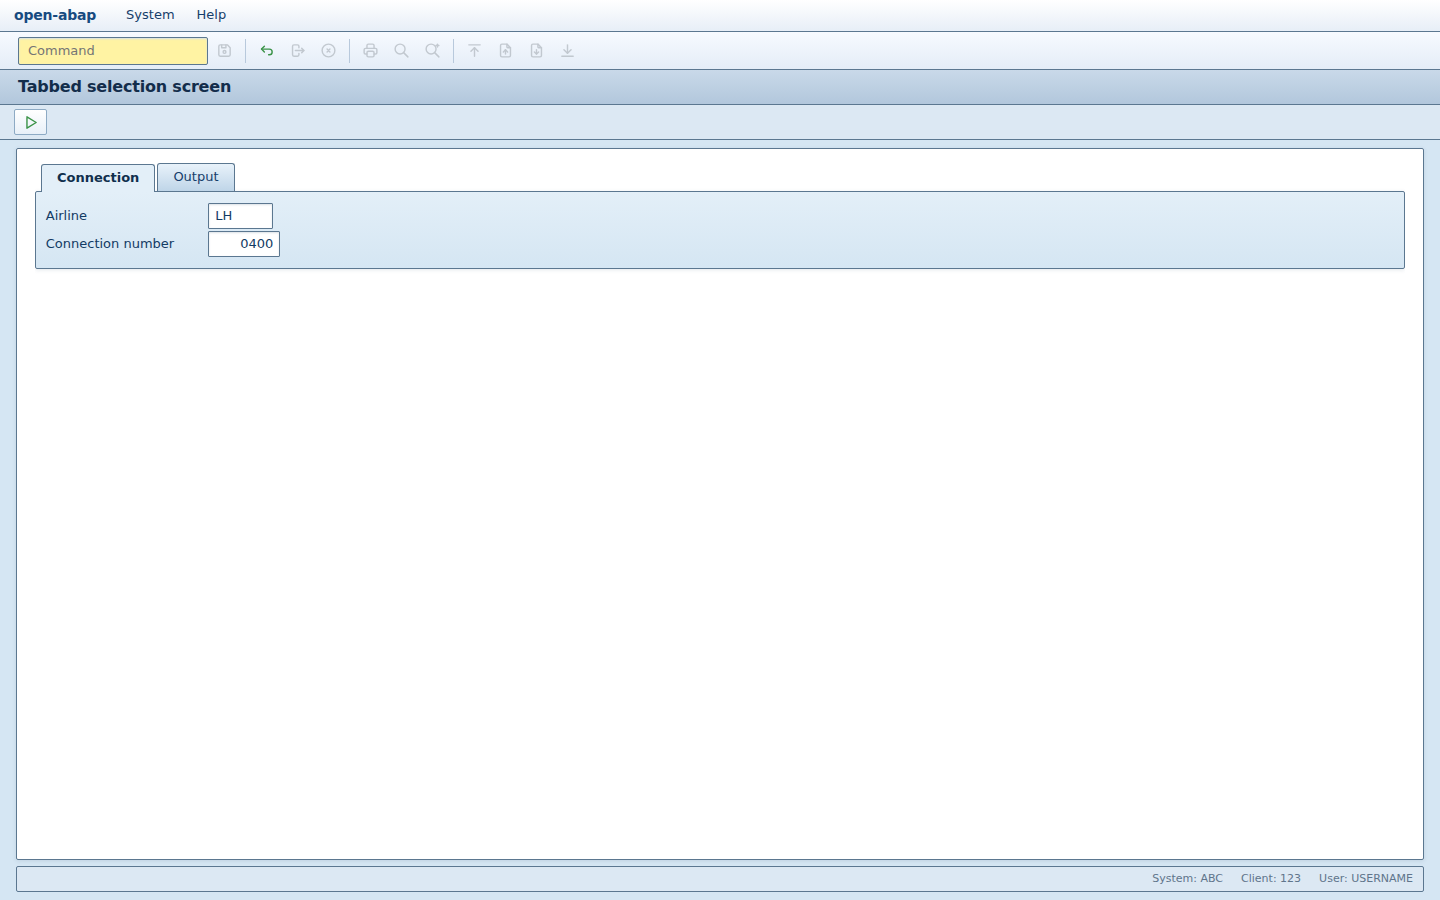 open-abap System Help
Command
Tabbed selection screen
Connection Output
Airline LH
Connection number 0400
System: ABC Client: 123 User: USERNAME